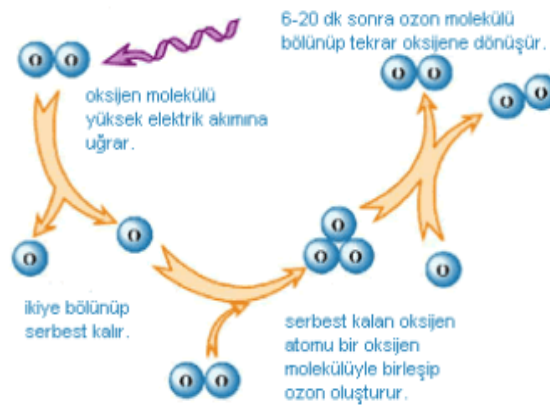 6-20 dk sonra ozon molekülü
bölünüp tekrar oksijene dönüşür.
O O
O O
O O
oksijen molekülü
yüksek elektrik akımına
uğrar.
O
O
O
O O
O
ikiye bölünüp
serbest kalır.
serbest kalan oksijen
atomu bir oksijen
molekülüyle birleşip
ozon oluşturur.
O O